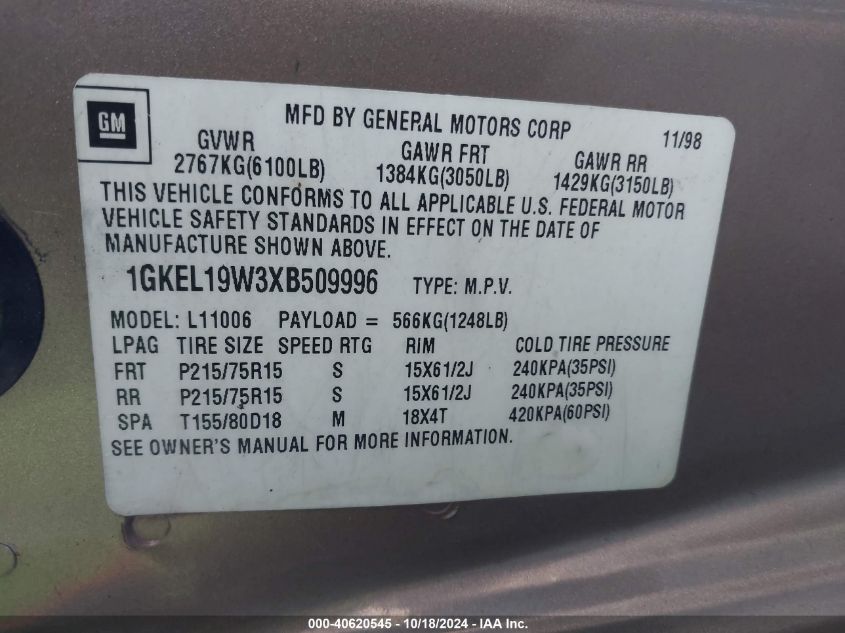 GM
MFD BY GENERAL MOTORS CORP 11/98
GVWR GAWR FRT GAWR RR
2767KG(6100LB) 1384KG(3050LB) 1429KG(3150LB)
THIS VEHICLE CONFORMS TO ALL APPLICABLE U.S. FEDERAL MOTOR
VEHICLE SAFETY STANDARDS IN EFFECT ON THE DATE OF
MANUFACTURE SHOWN ABOVE.
1GKEL19W3XB509996 TYPE: M.P.V.
MODEL: L11006 PAYLOAD = 566KG(1248LB)
LPAG TIRE SIZE SPEED RTG RIM COLD TIRE PRESSURE
FRT P215/75R15 S 15X61/2J 240KPA(35PSI)
RR P215/75R15 S 15X61/2J 240KPA(35PSI)
SPA T155/80D18 M 18X4T 420KPA(60PSI)
SEE OWNER'S MANUAL FOR MORE INFORMATION.
000-40620545 - 10/18/2024 - IAA Inc.